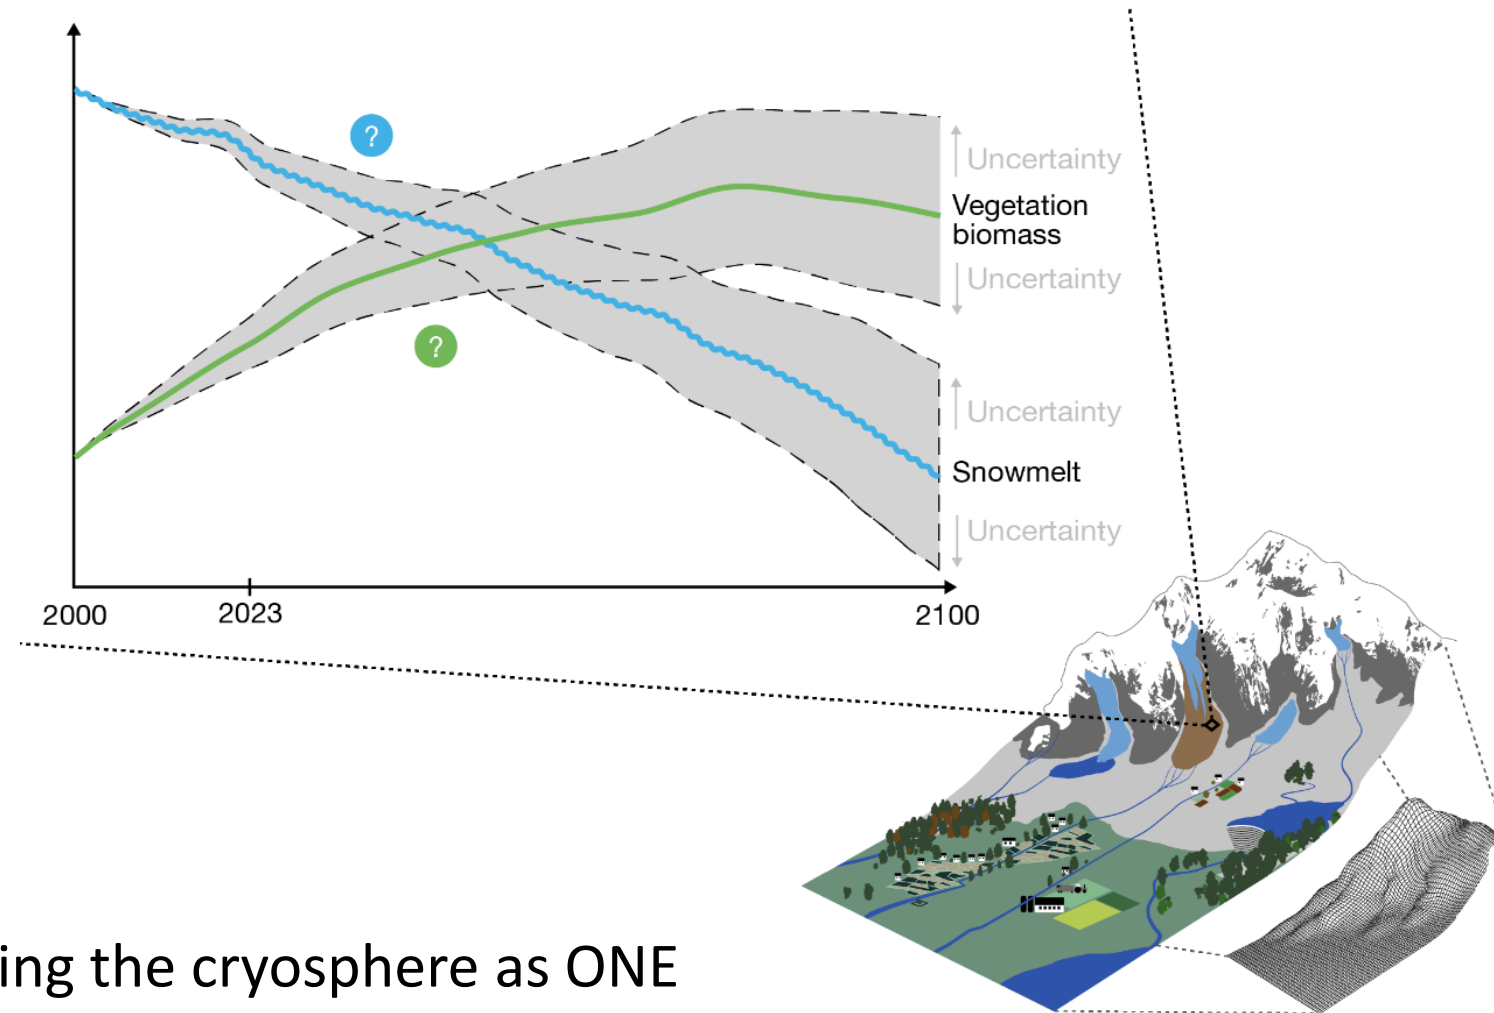 ?
Uncertainty
Vegetation
biomass
Uncertainty
?
Uncertainty
Snowmelt
Uncertainty
2000
2023
2100
ing the cryosphere as ONE